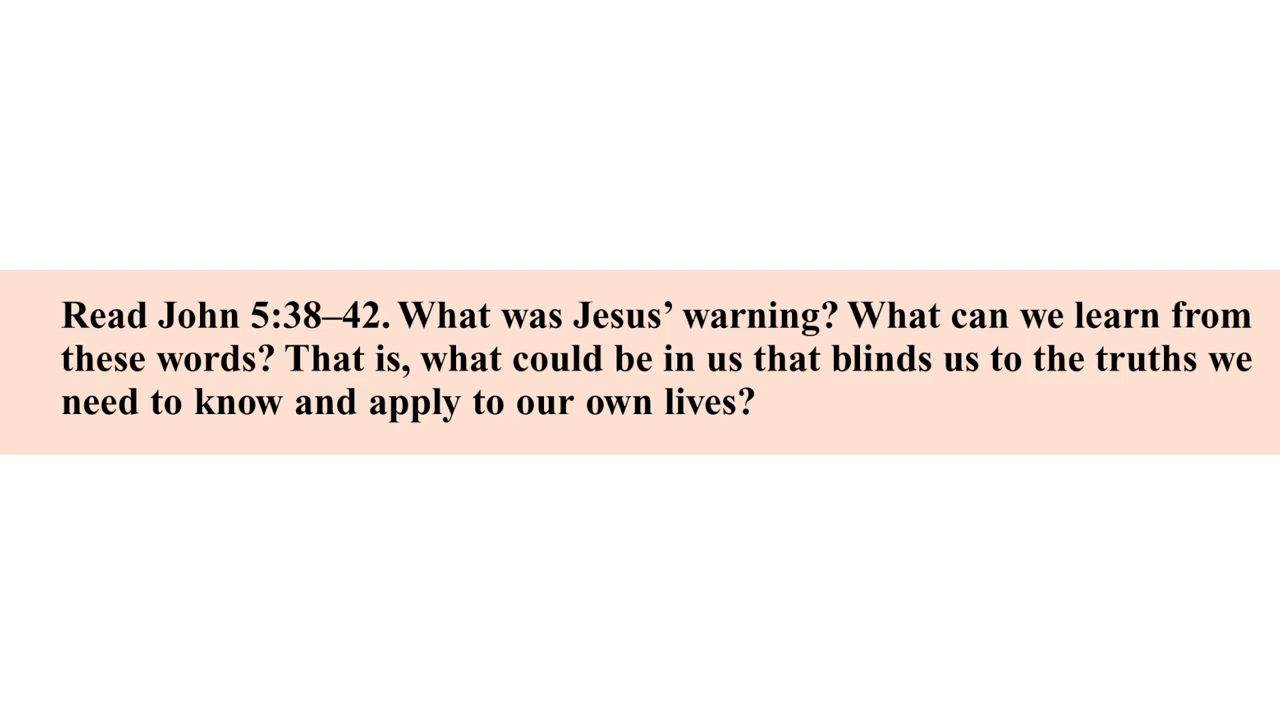 Read John 5:38–42. What was Jesus’ warning? What can we learn from
these words? That is, what could be in us that blinds us to the truths we
need to know and apply to our own lives?